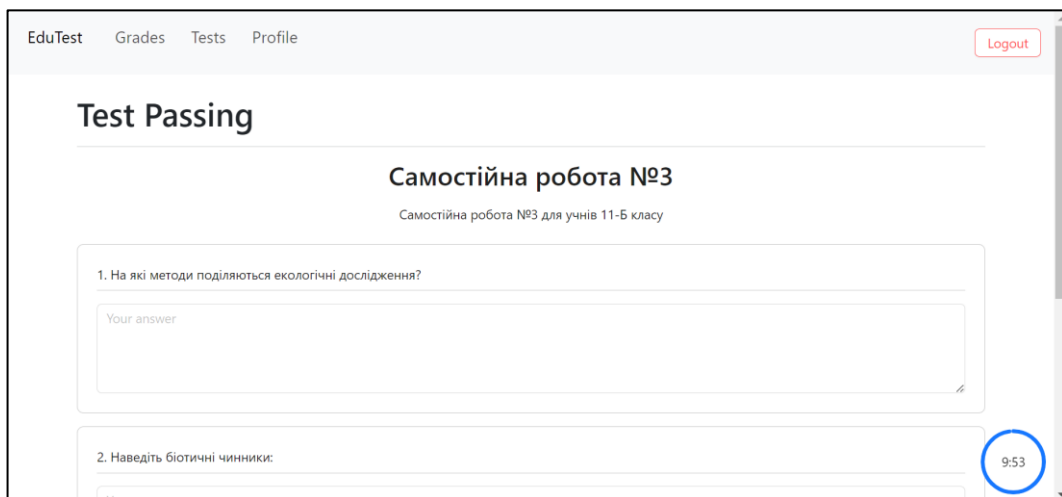 EduTest Grades Tests Profile Logout
Test Passing
Самостійна робота №3
Самостійна робота №3 для учнів 11-Б класу
1. На які методи поділяються екологічні дослідження?
Your answer
2. Наведіть біотичні чинники:
9:53